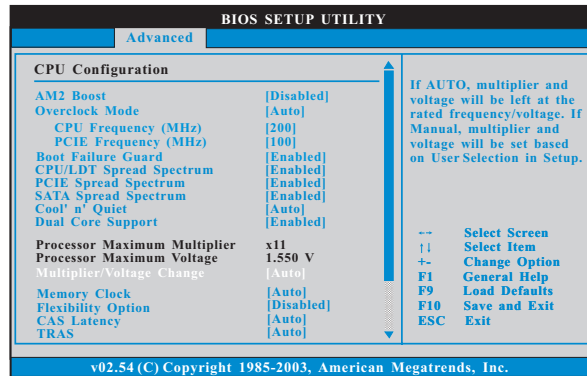 BIOS SETUP UTILITY
Advanced
CPU Configuration
AM2 Boost [Disabled]
Overclock Mode [Auto]
CPU Frequency (MHz) [200]
PCIE Frequency (MHz) [100]
Boot Failure Guard [Enabled]
CPU/LDT Spread Spectrum [Enabled]
PCIE Spread Spectrum [Enabled]
SATA Spread Spectrum [Enabled]
Cool' n' Quiet [Auto]
Dual Core Support [Enabled]
Processor Maximum Multiplier x11
Processor Maximum Voltage 1.550 V
Multiplier/Voltage Change [Auto]
Memory Clock [Auto]
Flexibility Option [Disabled]
CAS Latency [Auto]
TRAS [Auto]
If AUTO, multiplier and
voltage will be left at the
rated frequency/voltage. If
Manual, multiplier and
voltage will be set based
on User Selection in Setup.
←→ Select Screen
↑↓ Select Item
+- Change Option
F1 General Help
F9 Load Defaults
F10 Save and Exit
ESC Exit
v02.54 (C) Copyright 1985-2003, American Megatrends, Inc.